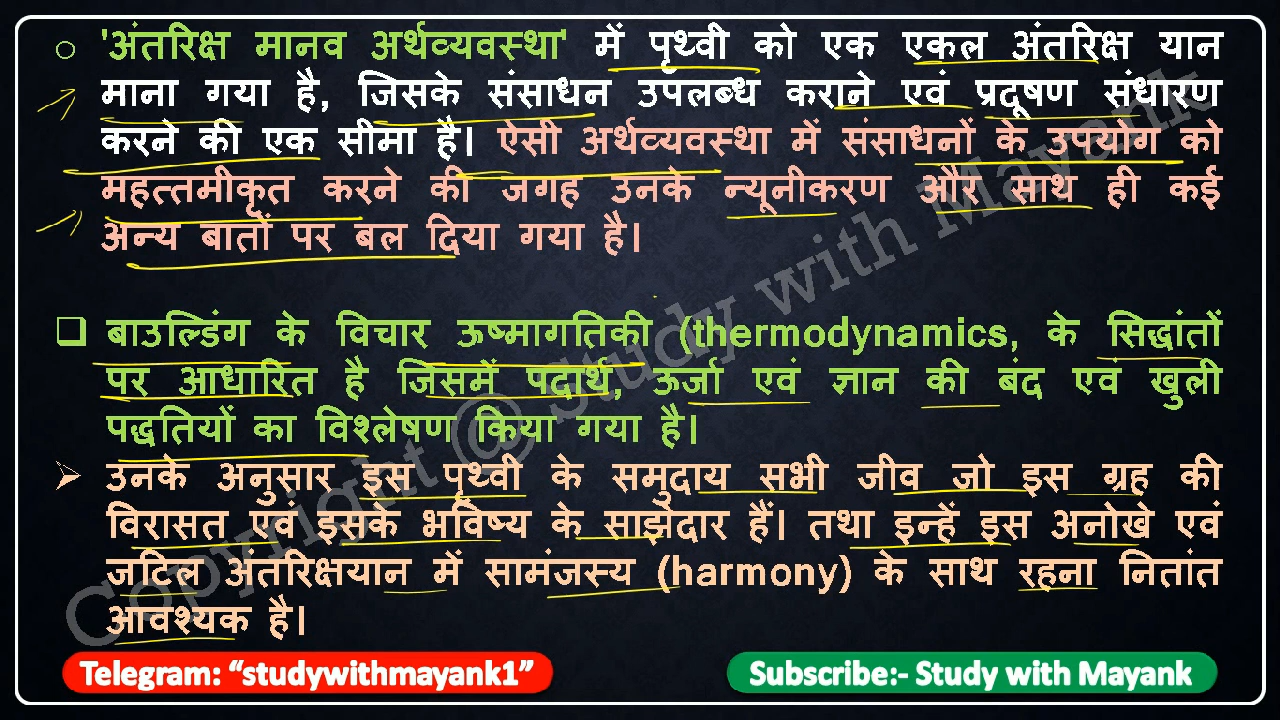 'अंतरिक्ष मानव अर्थव्यवस्था' में पृथ्वी को एक एकल अंतरिक्ष यान
माना गया है, जिसके संसाधन उपलब्ध कराने एवं प्रदूषण संधारण
करने की एक सीमा है। ऐसी अर्थव्यवस्था में संसाधनों के उपयोग को
महत्तमीकृत करने की जगह उनके न्यूनीकरण और साथ ही कई
अन्य बातों पर बल दिया गया है।
बाउल्डिंग के विचार ऊष्मागतिकी (thermodynamics, के सिद्धांतों
पर आधारित है जिसमें पदार्थ, ऊर्जा एवं ज्ञान की बंद एवं खुली
पद्धतियों का विश्लेषण किया गया है।
उनके अनुसार इस पृथ्वी के समुदाय सभी जीव जो इस ग्रह की
विरासत एवं इसके भविष्य के साझेदार हैं। तथा इन्हें इस अनोखे एवं
जटिल अंतरिक्षयान में सामंजस्य (harmony) के साथ रहना नितांत
आवश्यक है।
Copyright @ Study with Mayank
Telegram: “studywithmayank1”
Subscribe:- Study with Mayank